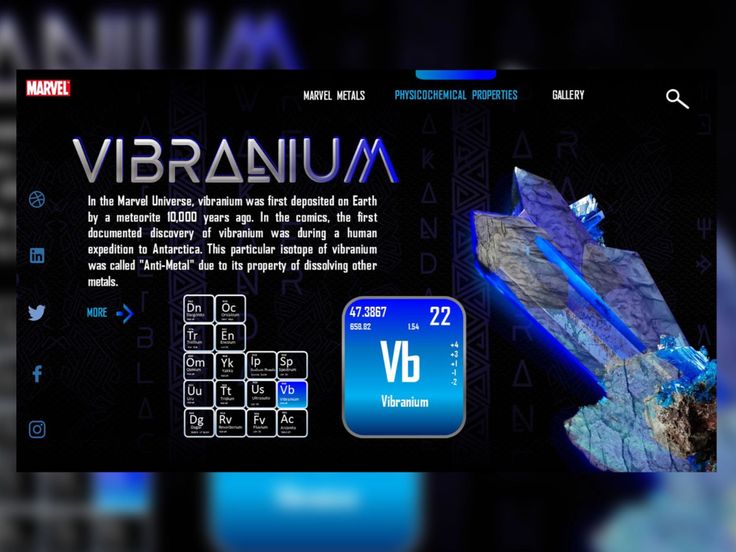 MARVEL
MARVEL METALS
PHYSICOCHEMICAL PROPERTIES
GALLERY
VIBRANIUM
In the Marvel Universe, vibranium was first deposited on Earth
by a meteorite 10,000 years ago. In the comics, the first
documented discovery of vibranium was during a human
expedition to Antarctica. This particular isotope of vibranium
was called "Anti-Metal" due to its property of dissolving other
metals.
MORE
Dn
Oc
Tr
En
Om
Yk
Ip
Sp
Uu
Tt
Us
Vb
Vibranium
Dg
Rv
Fv
Ac
47.3867
22
658.82
1.54
+4
+3
+1
-1
-2
Vb
Vibranium